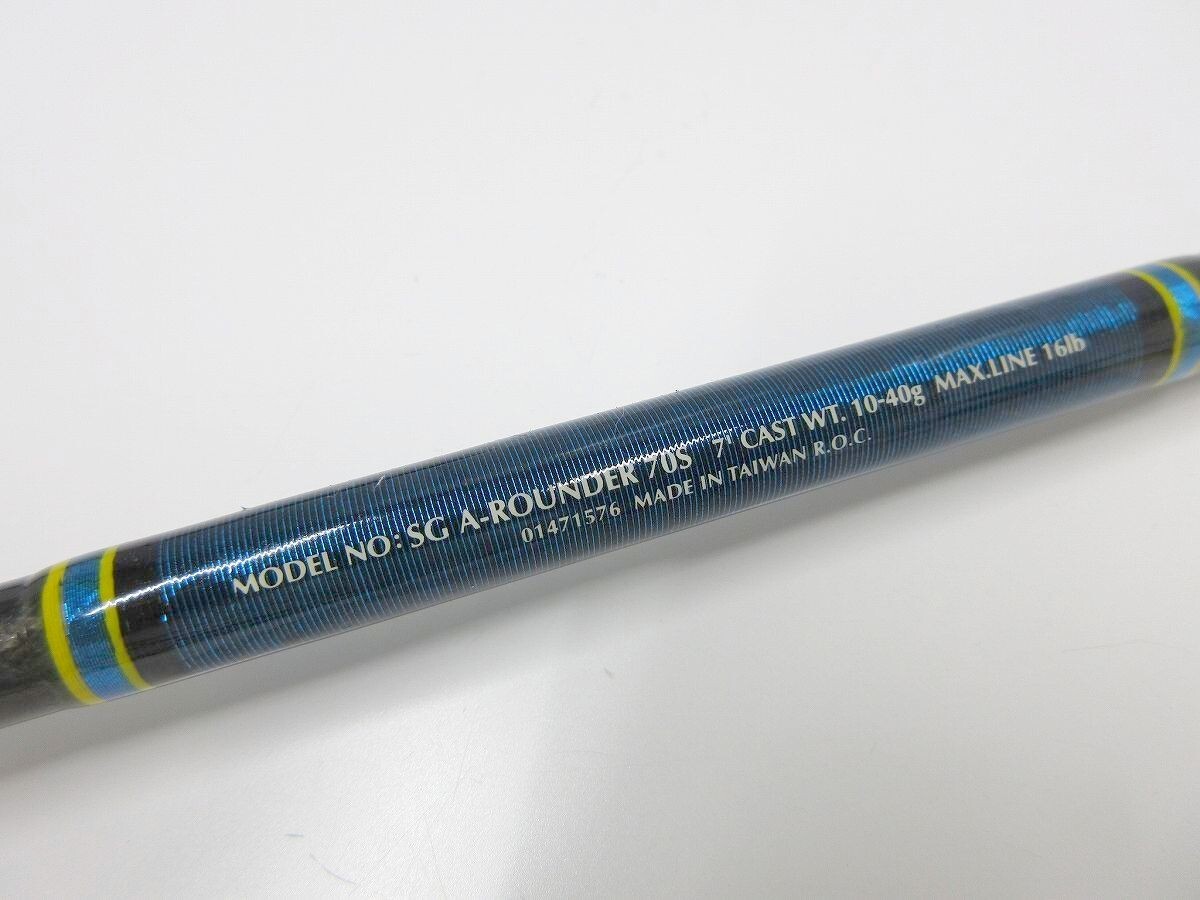 MODEL NO: SG A-ROUNDER 70S 7' CAST WT. 10-40g MAX.LINE 16lb
01471576 MADE IN TAIWAN R.O.C.